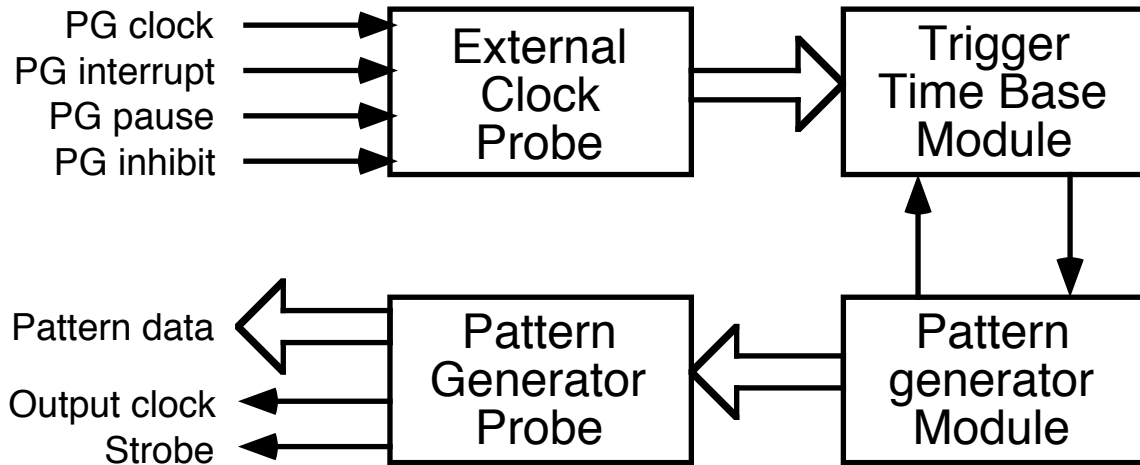 PG clock
PG interrupt
PG pause
PG inhibit
External
Clock
Probe
Trigger
Time Base
Module
Pattern data
Output clock
Strobe
Pattern
Generator
Probe
Pattern
generator
Module